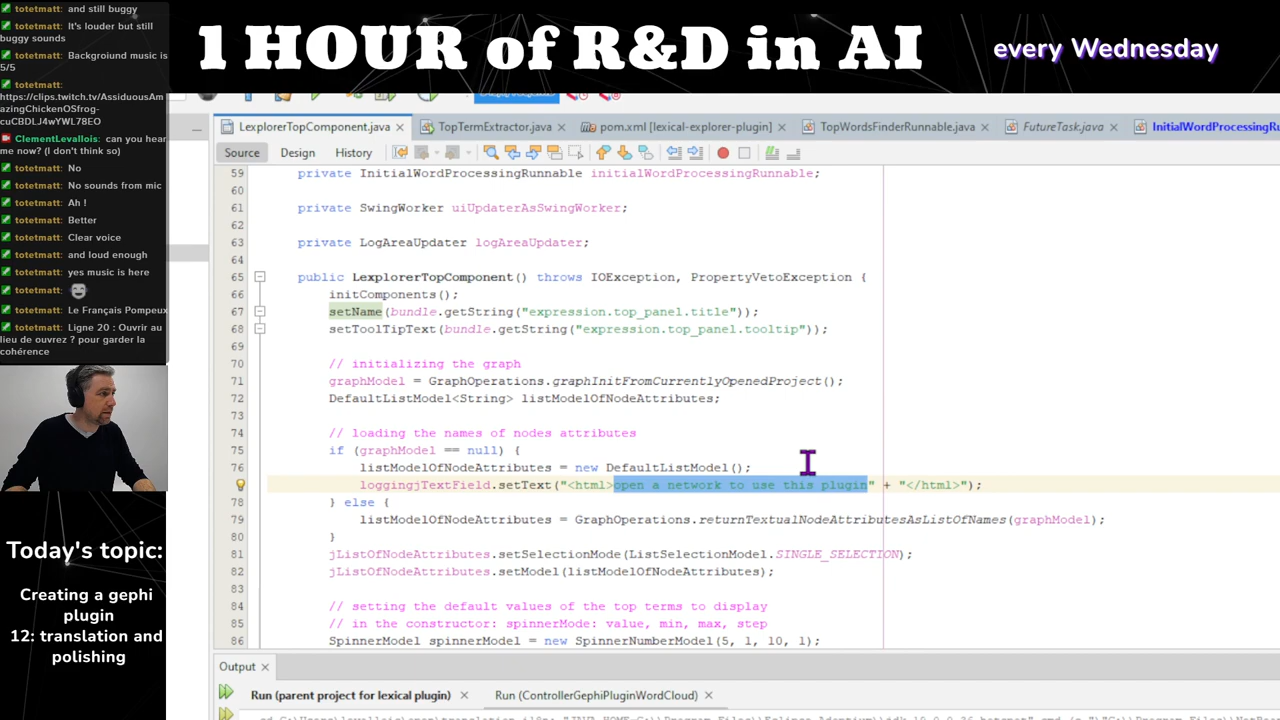 1 HOUR of R&D in AI
every Wednesday
totetmatt: and still buggy
totetmatt: It's louder but still
buggy sounds
totetmatt: Backgroiund music is
5/5
totetmatt:
https://clips.twitch.tv/AssiduousAm
azingChickenOSfrog-
cuCBDLJ4wYWL78EO
ClementLevallois: can you hear
me now? (I don't think so)
totetmatt: No
totetmatt: No sounds from mic
totetmatt: Ah !
totetmatt: Better
totetmatt: Clear voice
totetmatt: and loud enough
totetmatt: yes music is here
totetmatt:
totetmatt: Le Français Pompeux
totetmatt: Ligne 20 : Ouvrir au
lieu de ouvrez ? pour garder la
cohérence
Today's topic:
Creating a gephi
plugin
12: translation and
polishing
LexplorerTopComponent.java TopTermExtractor.java pom.xml [lexical-explorer-plugin] TopWordsFinderRunnable.java FutureTask.java InitialWordProcessingRu
Source Design History
59 private InitialWordProcessingRunnable initialWordProcessingRunnable;
60
61 private SwingWorker uiUpdaterAsSwingWorker;
62
63 private LogAreaUpdater logAreaUpdater;
64
65 public LexplorerTopComponent() throws IOException, PropertyVetoException {
66 initComponents();
67 setName(bundle.getString("expression.top_panel.title"));
68 setToolTipText(bundle.getString("expression.top_panel.tooltip"));
69
70 // initializing the graph
71 graphModel = GraphOperations.graphInitFromCurrentlyOpenedProject();
72 DefaultListModel<String> listModelOfNodeAttributes;
73
74 // loading the names of nodes attributes
75 if (graphModel == null) {
76 listModelOfNodeAttributes = new DefaultListModel();
loggingjTextField.setText("<html>open a network to use this plugin" + "</html>");
78 } else {
79 listModelOfNodeAttributes = GraphOperations.returnTextualNodeAttributesAsListOfNames(graphModel);
80 }
81 jListOfNodeAttributes.setSelectionMode(ListSelectionModel.SINGLE_SELECTION);
82 jListOfNodeAttributes.setModel(listModelOfNodeAttributes);
83
84 // setting the default values of the top terms to display
85 // in the constructor: spinnerMode: value, min, max, step
86 SpinnerModel spinnerModel = new SpinnerNumberModel(5, 1, 10, 1);
Output
Run (parent project for lexical plugin) Run (ControllerGephiPluginWordCloud)